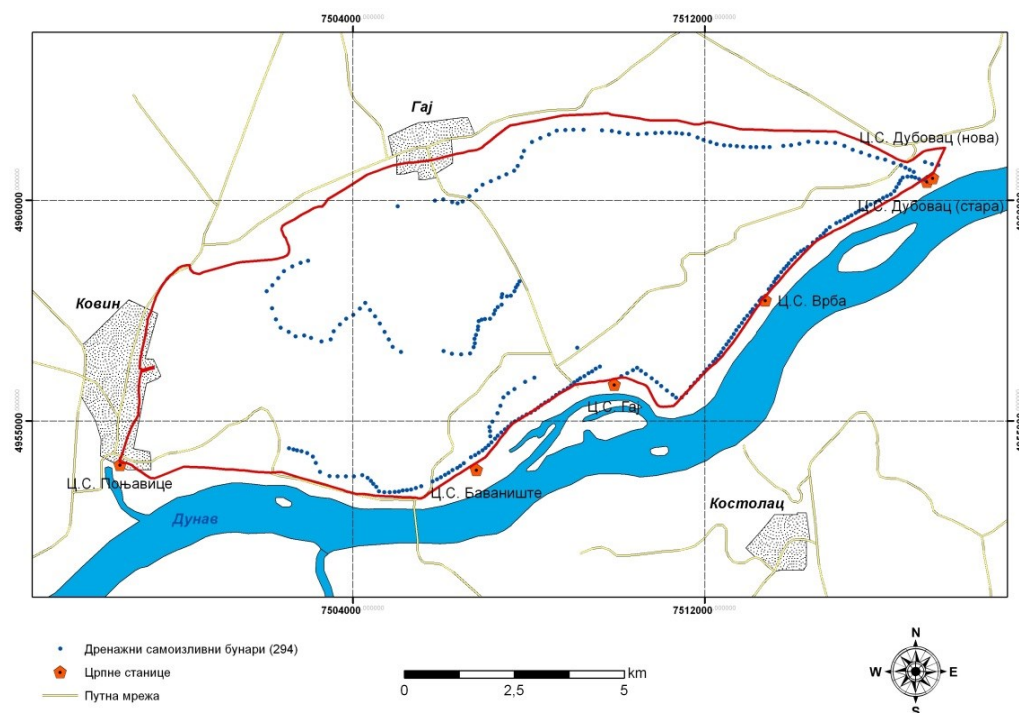 7504000
7512000
Гај
Ц.С. Дубовац (нова)
4960000
Ц.С. Дубовац (стара)
Ковин
Ц.С. Врба
4955000
Ц.С. Гај
Ц.С. Поњавице
Ц.С. Баваниште
Костолац
Дунав
7504000
7512000
Дренажни самоизливни бунари (294)
Црпне станице
Путна мрежа
km
0 2,5 5
N
W E
S